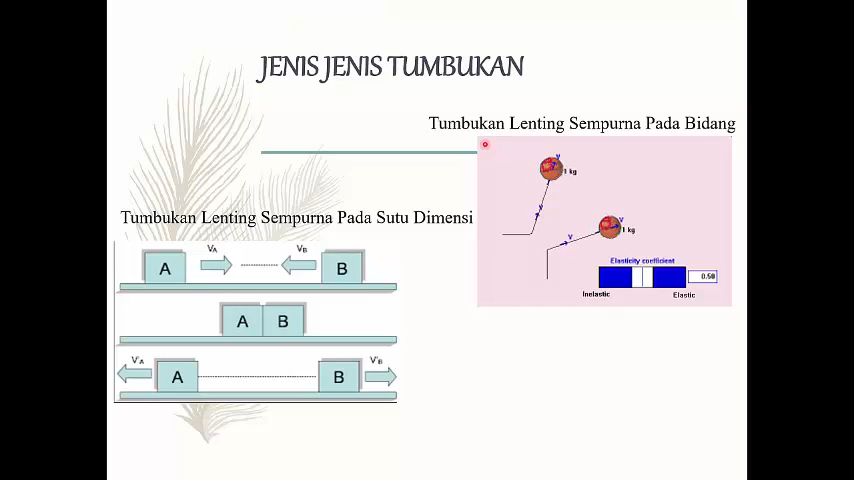 JENIS JENIS TUMBUKAN
Tumbukan Lenting Sempurna Pada Bidang
V
1 kg
V
V
1 kg
V
Elasticity coefficient
0.50
Inelastic Elastic
Tumbukan Lenting Sempurna Pada Sutu Dimensi
VA VB
A B
A B
V'A V'B
A B